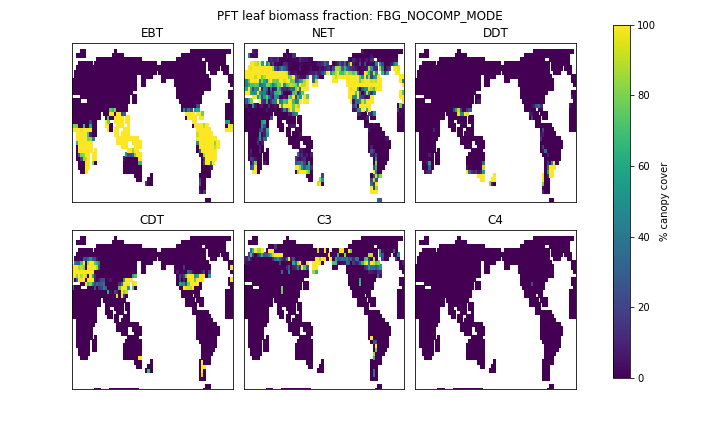 PFT leaf biomass fraction: FBG_NOCOMP_MODE
EBT
NET
DDT
CDT
C3
C4
100
80
60
40
20
0
% canopy cover